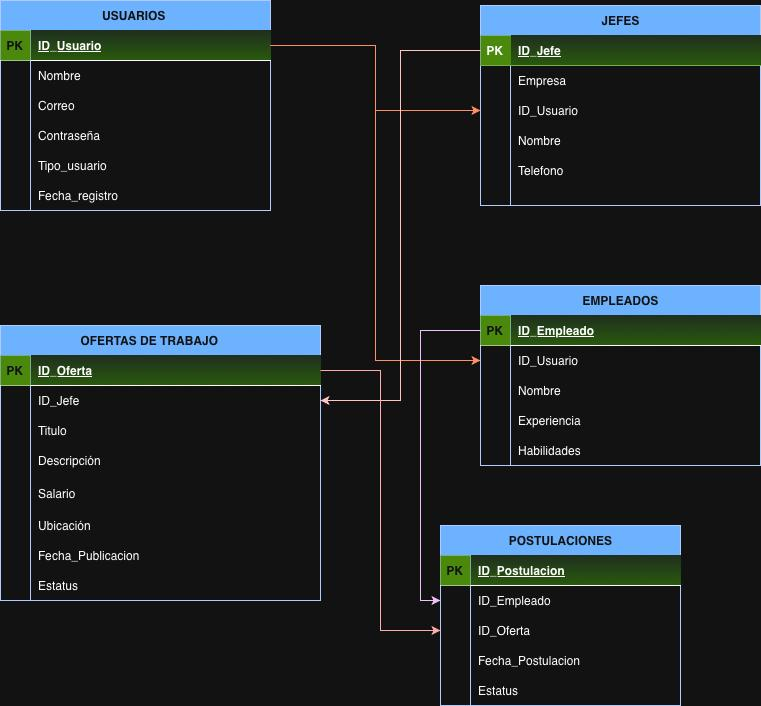 USUARIOS
PK ID_Usuario
Nombre
Correo
Contraseña
Tipo_usuario
Fecha_registro
JEFES
PK ID_Jefe
Empresa
ID_Usuario
Nombre
Telefono
EMPLEADOS
PK ID_Empleado
ID_Usuario
Nombre
Experiencia
Habilidades
OFERTAS DE TRABAJO
PK ID_Oferta
ID_Jefe
Titulo
Descripción
Salario
Ubicación
Fecha_Publicacion
Estatus
POSTULACIONES
PK ID_Postulacion
ID_Empleado
ID_Oferta
Fecha_Postulacion
Estatus